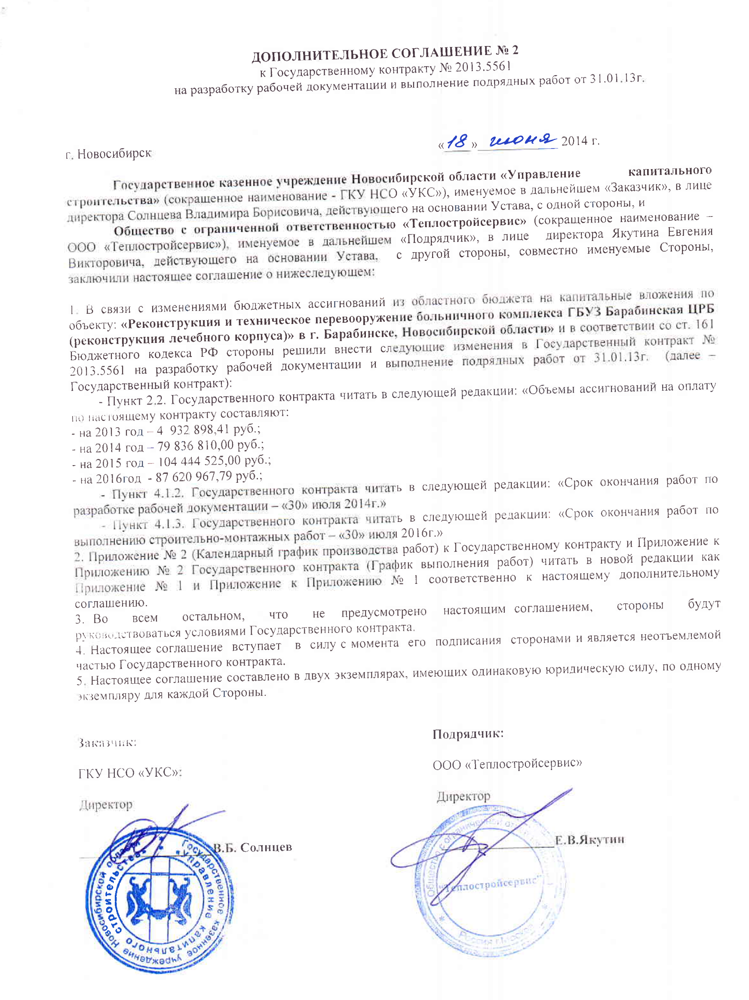 ДОПОЛНИТЕЛЬНОЕ СОГЛАШЕНИЕ № 2
к Государственному контракту № 2013.5561
на разработку рабочей документации и выполнение подрядных работ от 31.01.13г.
г. Новосибирск «18» июня 2014 г.
Государственное казенное учреждение Новосибирской области «Управление капитального
строительства» (сокращенное наименование - ГКУ НСО «УКС»), именуемое в дальнейшем «Заказчик», в лице
директора Солнцева Владимира Борисовича, действующего на основании Устава, с одной стороны, и
Общество с ограниченной ответственностью «Теплостройсервис» (сокращенное наименование –
ООО «Теплостройсервис»), именуемое в дальнейшем «Подрядчик», в лице директора Якутина Евгения
Викторовича, действующего на основании Устава, с другой стороны, совместно именуемые Стороны,
заключили настоящее соглашение о нижеследующем:
1. В связи с изменениями бюджетных ассигнований из областного бюджета на капитальные вложения по
объекту: «Реконструкция и техническое перевооружение больничного комплекса ГБУЗ Барабинская ЦРБ
(реконструкция лечебного корпуса)» в г. Барабинске, Новосибирской области» и в соответствии со ст. 161
Бюджетного кодекса РФ стороны решили внести следующие изменения в Государственный контракт №
2013.5561 на разработку рабочей документации и выполнение подрядных работ от 31.01.13г. (далее –
Государственный контракт):
- Пункт 2.2. Государственного контракта читать в следующей редакции: «Объемы ассигнований на оплату
по настоящему контракту составляют:
- на 2013 год – 4 932 898,41 руб.;
- на 2014 год – 79 836 810,00 руб.;
- на 2015 год – 104 444 525,00 руб.;
- на 2016год - 87 620 967,79 руб.;
- Пункт 4.1.2. Государственного контракта читать в следующей редакции: «Срок окончания работ по
разработке рабочей документации – «30» июля 2014г.»
- Пункт 4.1.3. Государственного контракта читать в следующей редакции: «Срок окончания работ по
выполнению строительно-монтажных работ – «30» июля 2016г.»
2. Приложение № 2 (Календарный график производства работ) к Государственному контракту и Приложение к
Приложению № 2 Государственного контракта (График выполнения работ) читать в новой редакции как
Приложение № 1 и Приложение к Приложению № 1 соответственно к настоящему дополнительному
соглашению.
3. Во всем остальном, что не предусмотрено настоящим соглашением, стороны будут
руководствоваться условиями Государственного контракта.
4. Настоящее соглашение вступает в силу с момента его подписания сторонами и является неотъемлемой
частью Государственного контракта.
5. Настоящее соглашение составлено в двух экземплярах, имеющих одинаковую юридическую силу, по одному
экземпляру для каждой Стороны.
Заказчик: Подрядчик:
ГКУ НСО «УКС»: ООО «Теплостройсервис»
Директор Директор
В.Б. Солнцев Е.В.Якутин
Государственное казенное учреждение Новосибирской области
«Управление капитального строительства»
Общество с ограниченной
"Теплостройсервис"
Россия г.Москва